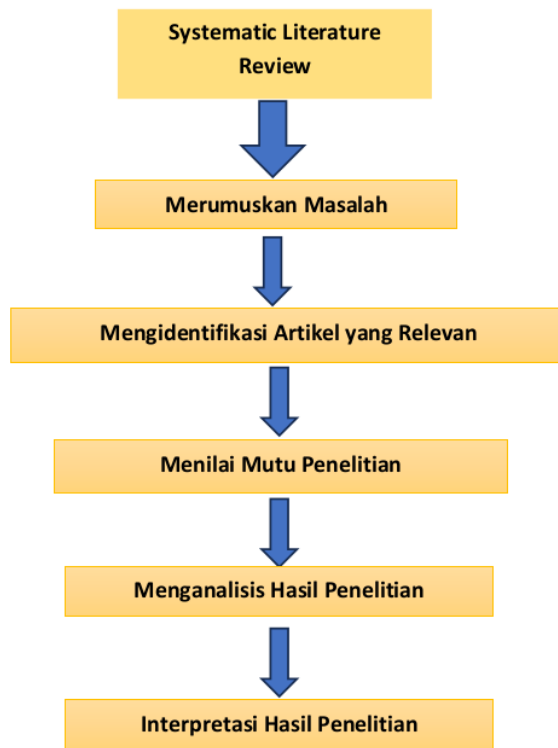 Systematic Literature
Review
Merumuskan Masalah
Mengidentifikasi Artikel yang Relevan
Menilai Mutu Penelitian
Menganalisis Hasil Penelitian
Interpretasi Hasil Penelitian